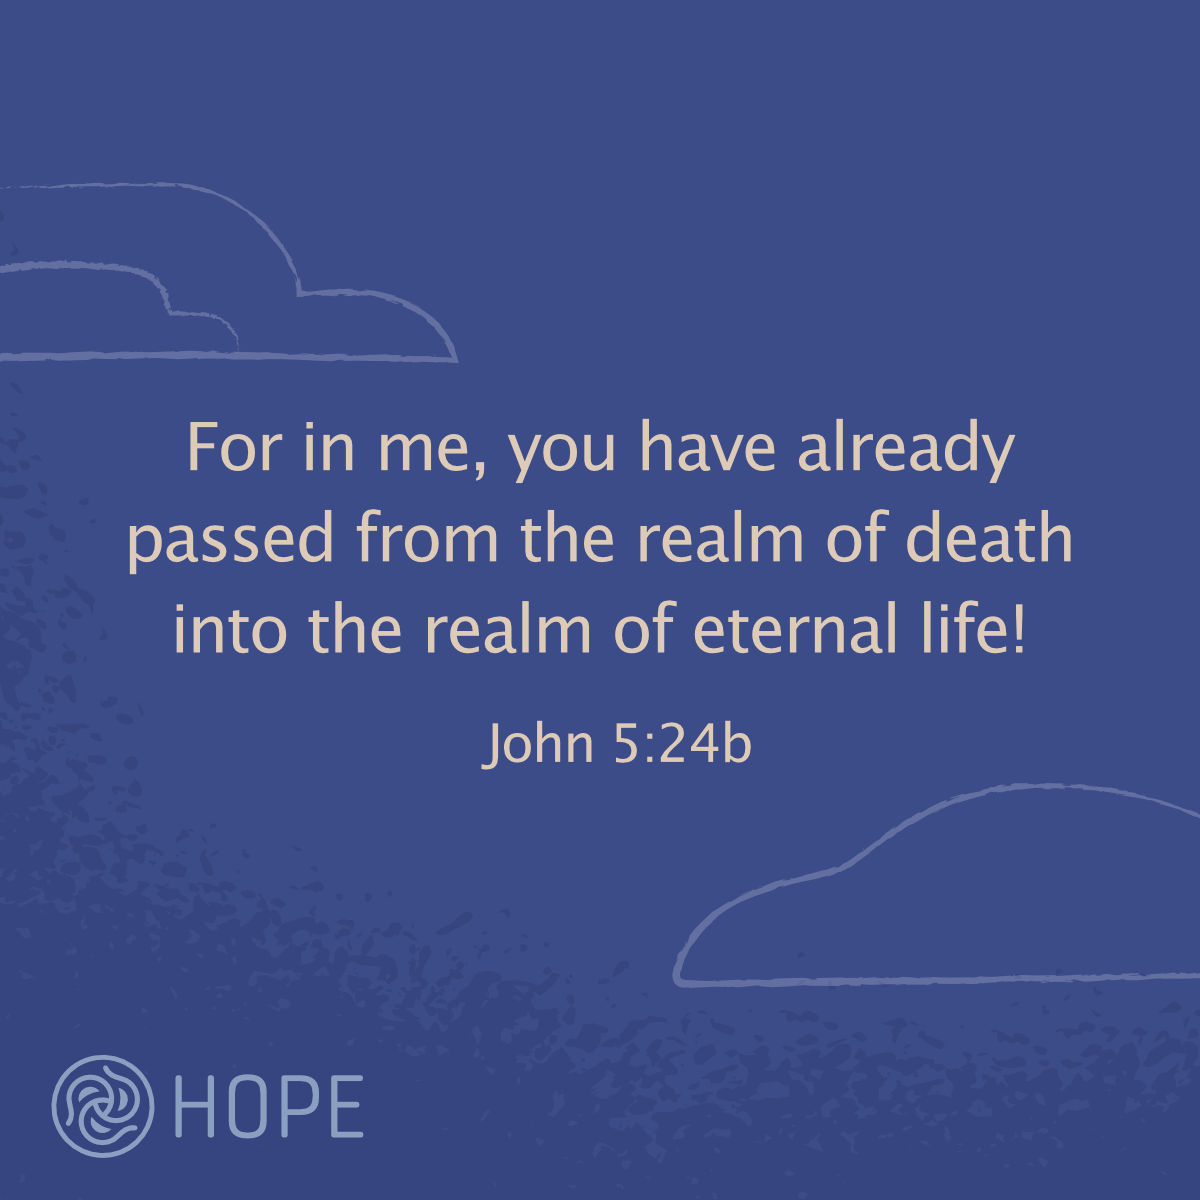 For in me, you have already
passed from the realm of death
into the realm of eternal life!
John 5:24b
HOPE